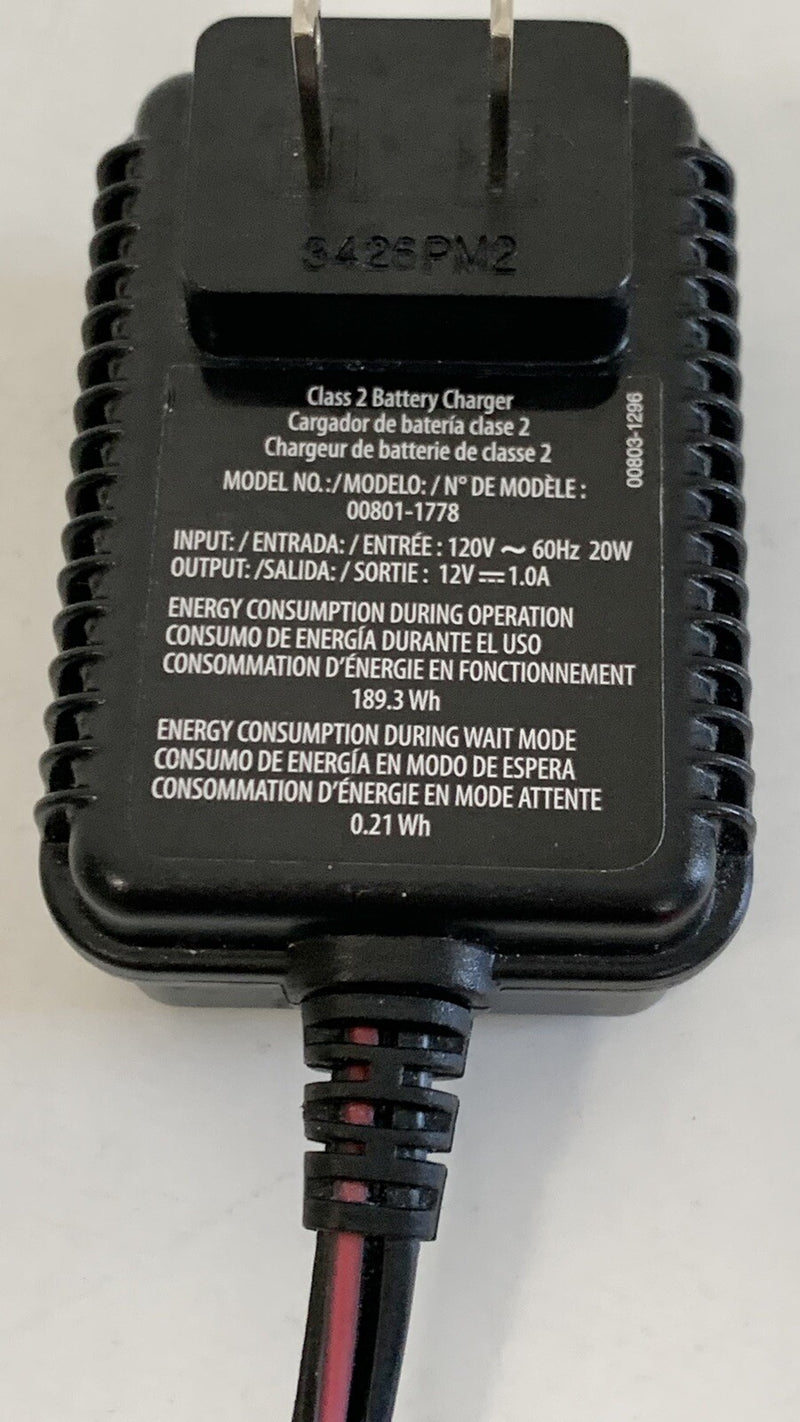 3426PM2
Class 2 Battery Charger
Cargador de batería clase 2
Chargeur de batterie de classe 2
00803-1296
MODEL NO.:/MODELO: / N° DE MODÈLE :
00801-1778
INPUT: / ENTRADA: / ENTRÉE : 120V ~ 60Hz 20W
OUTPUT: /SALIDA: / SORTIE : 12V ⎓ 1.0A
ENERGY CONSUMPTION DURING OPERATION
CONSUMO DE ENERGÍA DURANTE EL USO
CONSOMMATION D'ÉNERGIE EN FONCTIONNEMENT
189.3 Wh
ENERGY CONSUMPTION DURING WAIT MODE
CONSUMO DE ENERGÍA EN MODO DE ESPERA
CONSOMMATION D'ÉNERGIE EN MODE ATTENTE
0.21 Wh